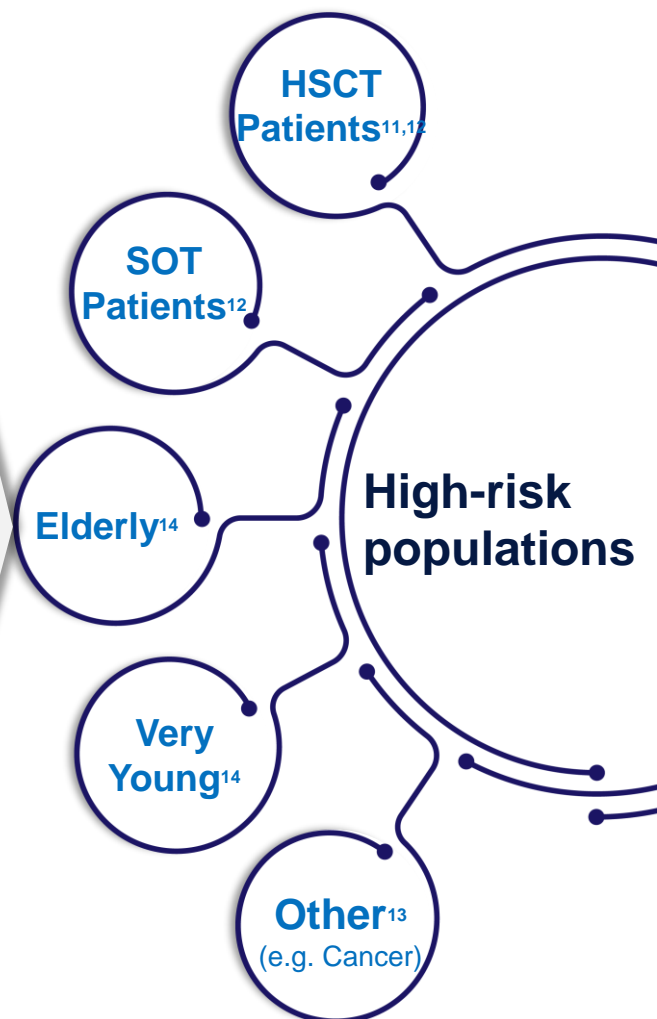 HSCT
Patients11,12
SOT
Patients12
Elderly14
High-risk
populations
Very
Young14
Other13
(e.g. Cancer)